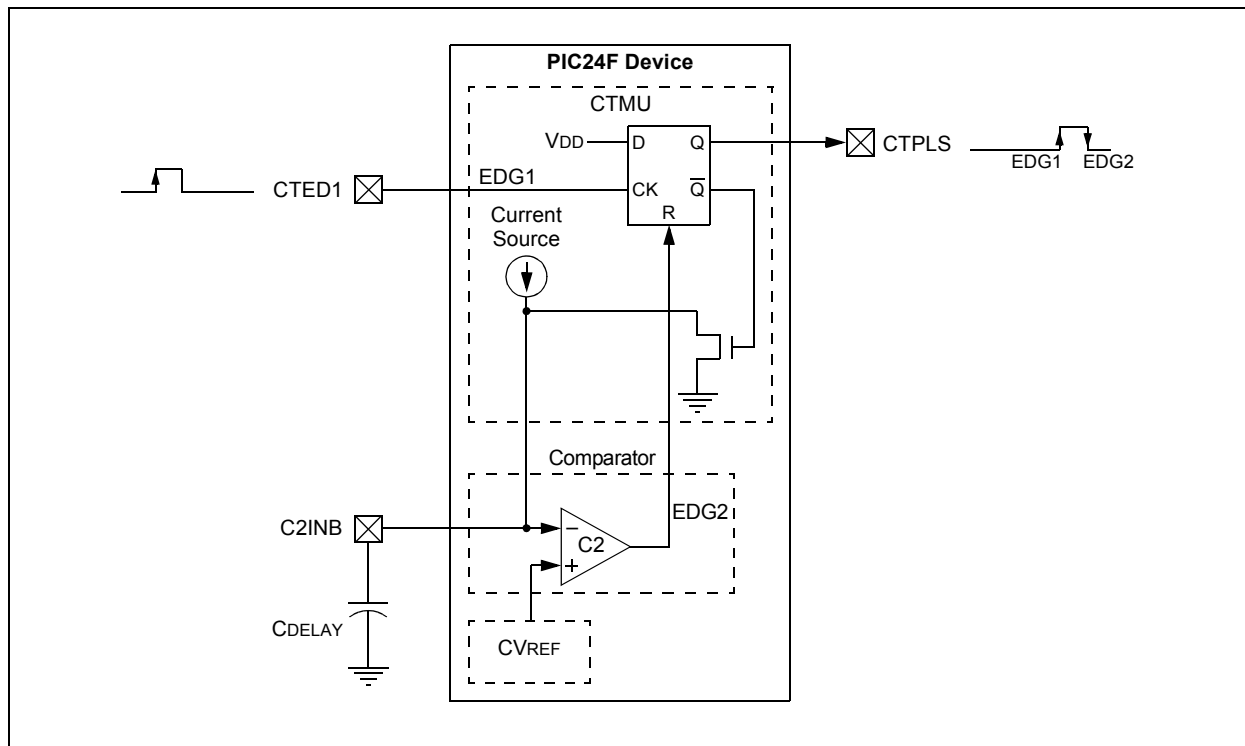 PIC24F Device
CTMU
VDD
D
Q
CTPLS
EDG1
EDG2
CTED1
EDG1
CK
Q
R
Current
Source
Comparator
C2INB
−
C2
EDG2
+
CDELAY
CVREF